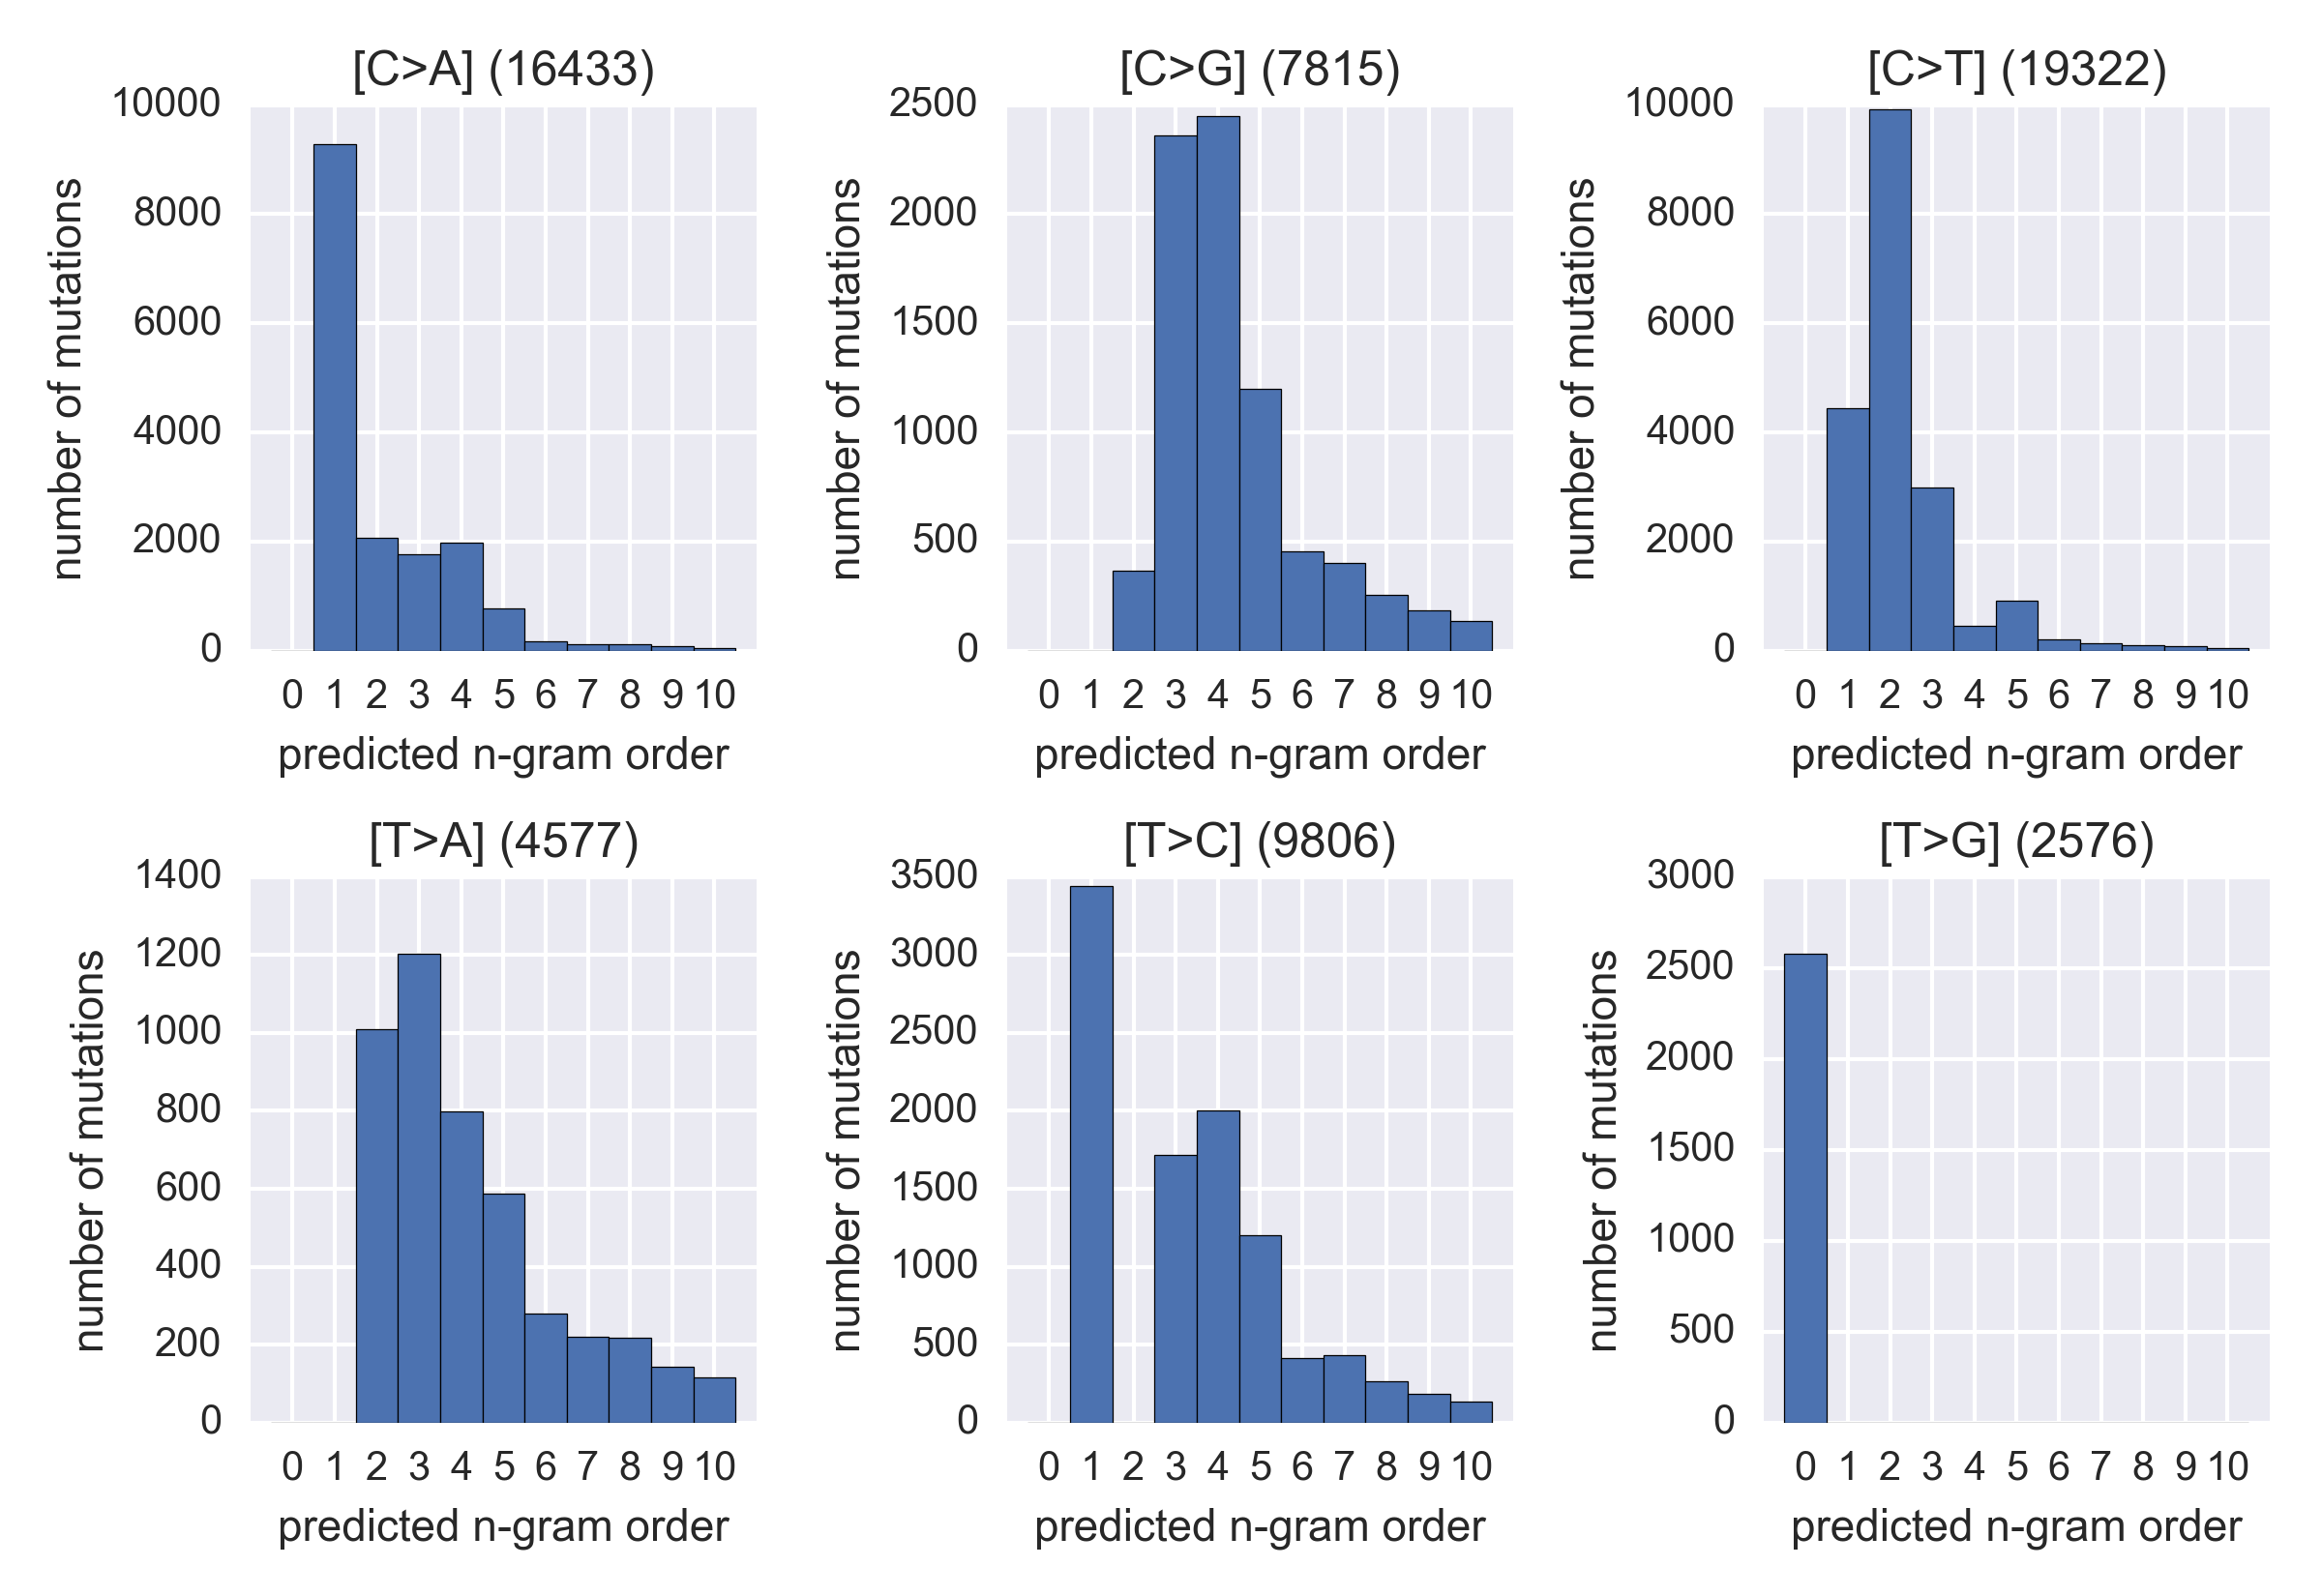 [C>A] (16433)
10000
8000
6000
4000
2000
0
number of mutations
0 1 2 3 4 5 6 7 8 9 10
predicted n-gram order
[C>G] (7815)
2500
2000
1500
1000
500
0
number of mutations
0 1 2 3 4 5 6 7 8 9 10
predicted n-gram order
[C>T] (19322)
10000
8000
6000
4000
2000
0
number of mutations
0 1 2 3 4 5 6 7 8 9 10
predicted n-gram order
[T>A] (4577)
1400
1200
1000
800
600
400
200
0
number of mutations
0 1 2 3 4 5 6 7 8 9 10
predicted n-gram order
[T>C] (9806)
3500
3000
2500
2000
1500
1000
500
0
number of mutations
0 1 2 3 4 5 6 7 8 9 10
predicted n-gram order
[T>G] (2576)
3000
2500
2000
1500
1000
500
0
number of mutations
0 1 2 3 4 5 6 7 8 9 10
predicted n-gram order